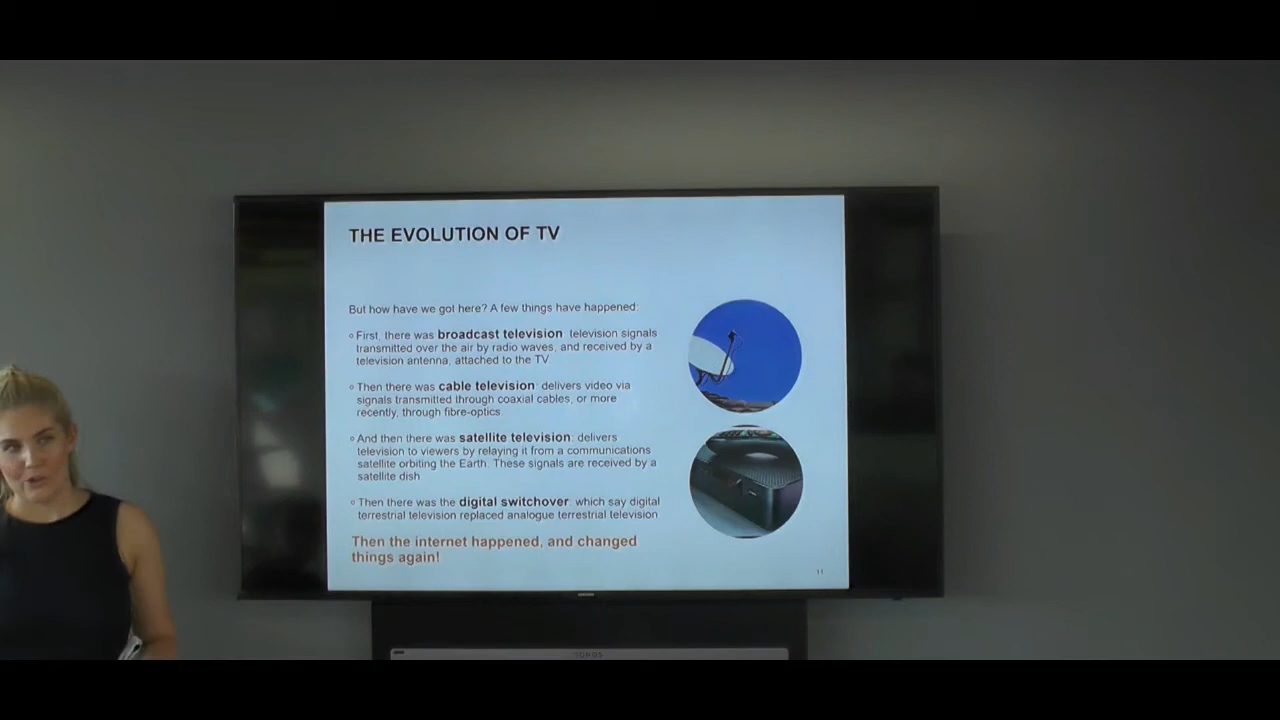 THE EVOLUTION OF TV
But how have we got here? A few things have happened:
First, there was broadcast television: television signals
transmitted over the air by radio waves, and received by a
television antenna, attached to the TV
Then there was cable television: delivers video via
signals transmitted through coaxial cables, or more
recently, through fibre-optics.
And then there was satellite television: delivers
television to viewers by relaying it from a communications
satellite orbiting the Earth. These signals are received by a
satellite dish
Then there was the digital switchover: which say digital
terrestrial television replaced analogue terrestrial television
Then the internet happened, and changed
things again!
11
SAMSUNG
SONOS